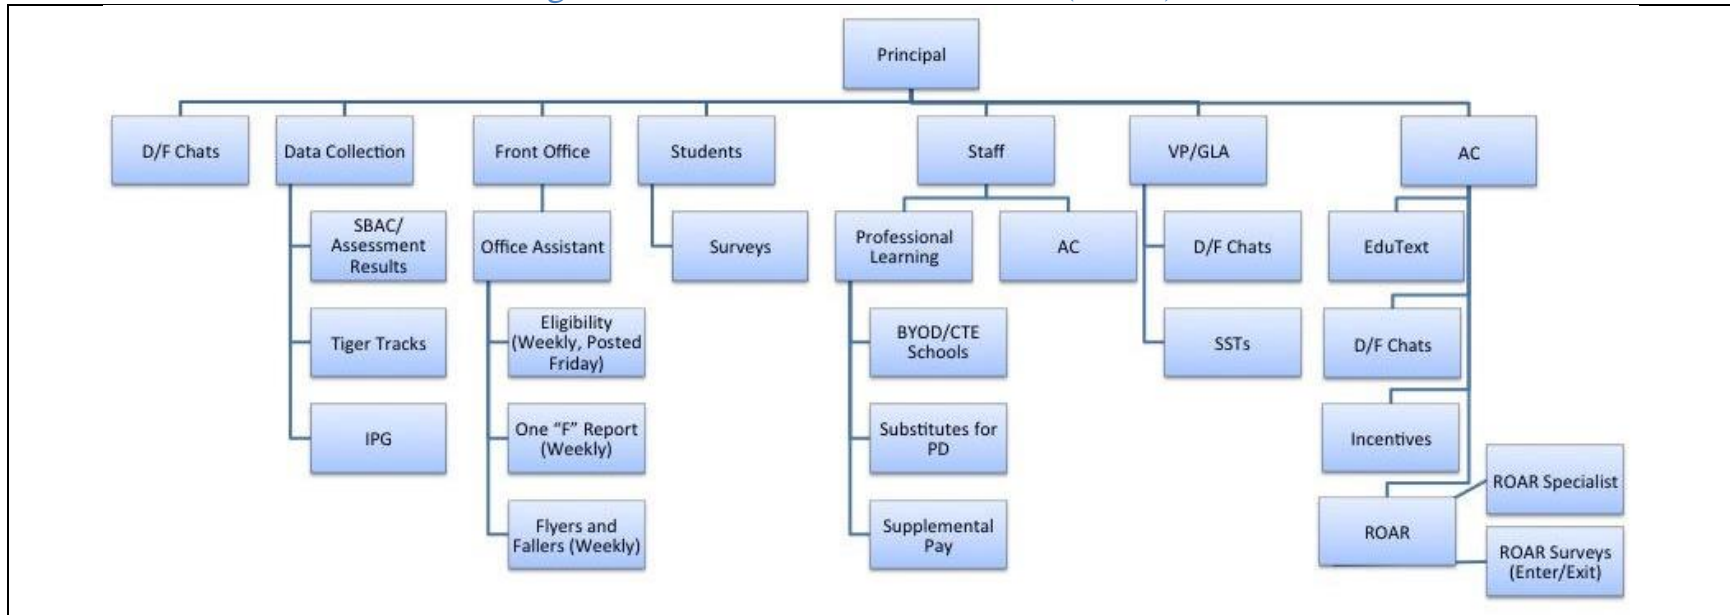 Principal
D/F Chats
Data Collection
Front Office
Students
Staff
VP/GLA
AC
SBAC/
Assessment
Results
Office Assistant
Surveys
Professional
Learning
AC
D/F Chats
EduText
Tiger Tracks
Eligibility
(Weekly, Posted
Friday)
BYOD/CTE
Schools
SSTs
D/F Chats
IPG
One “F” Report
(Weekly)
Substitutes for
PD
Incentives
ROAR Specialist
Flyers and
Fallers (Weekly)
Supplemental
Pay
ROAR
ROAR Surveys
(Enter/Exit)